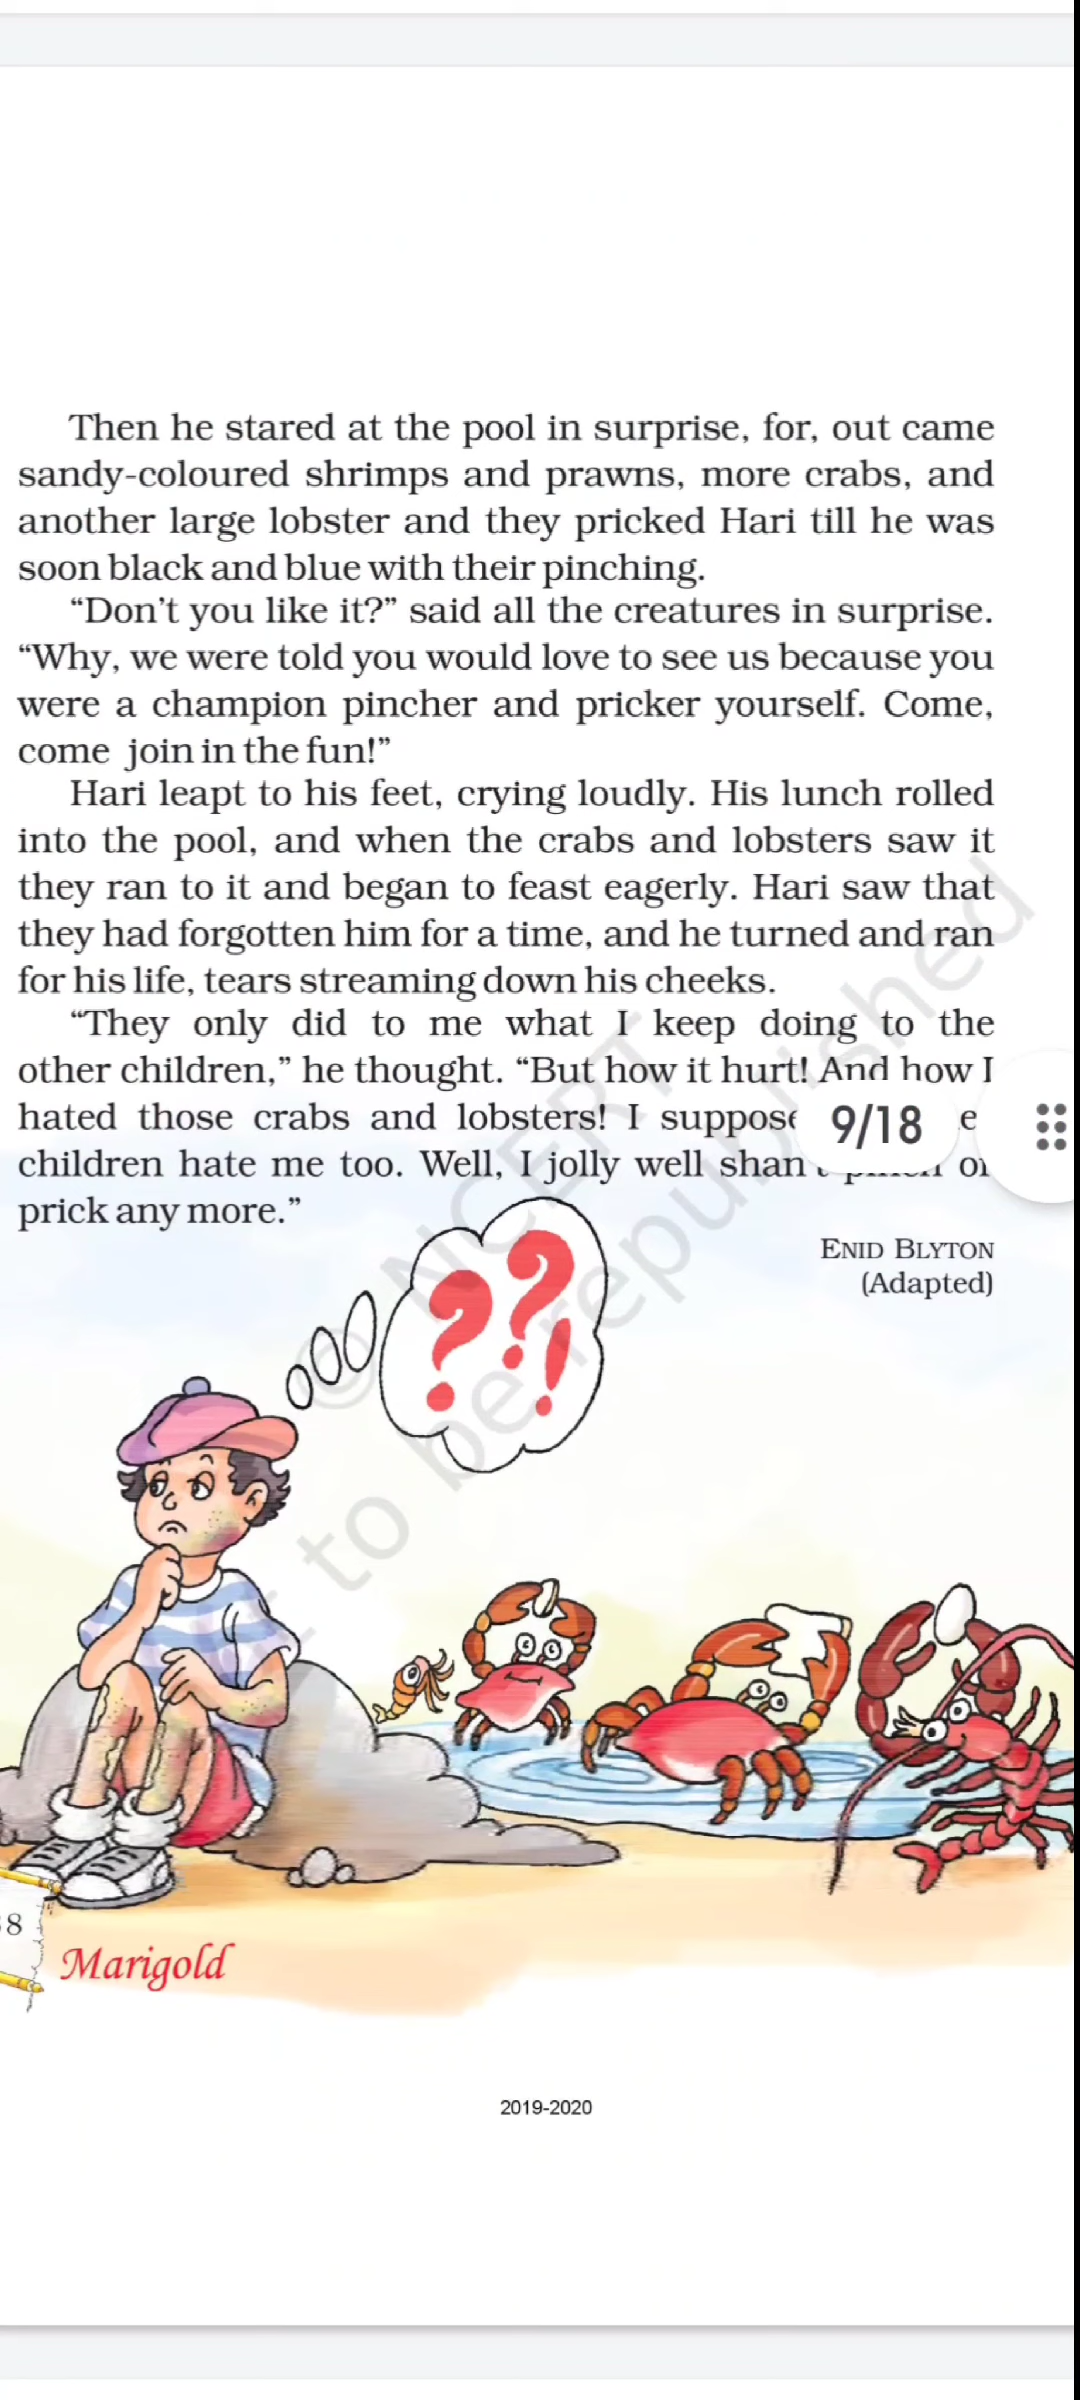 Then he stared at the pool in surprise, for, out came
sandy-coloured shrimps and prawns, more crabs, and
another large lobster and they pricked Hari till he was
soon black and blue with their pinching.
“Don’t you like it?” said all the creatures in surprise.
“Why, we were told you would love to see us because you
were a champion pincher and pricker yourself. Come,
come join in the fun!”
Hari leapt to his feet, crying loudly. His lunch rolled
into the pool, and when the crabs and lobsters saw it
they ran to it and began to feast eagerly. Hari saw that
they had forgotten him for a time, and he turned and ran
for his life, tears streaming down his cheeks.
“They only did to me what I keep doing to the
other children,” he thought. “But how it hurt! And how I
hated those crabs and lobsters! I suppose
9/18
children hate me too. Well, I jolly well shan’t pinch or
prick any more.”
ENID BLYTON
(Adapted)
??!
© NCERT
to be republished
8
Marigold
2019-2020